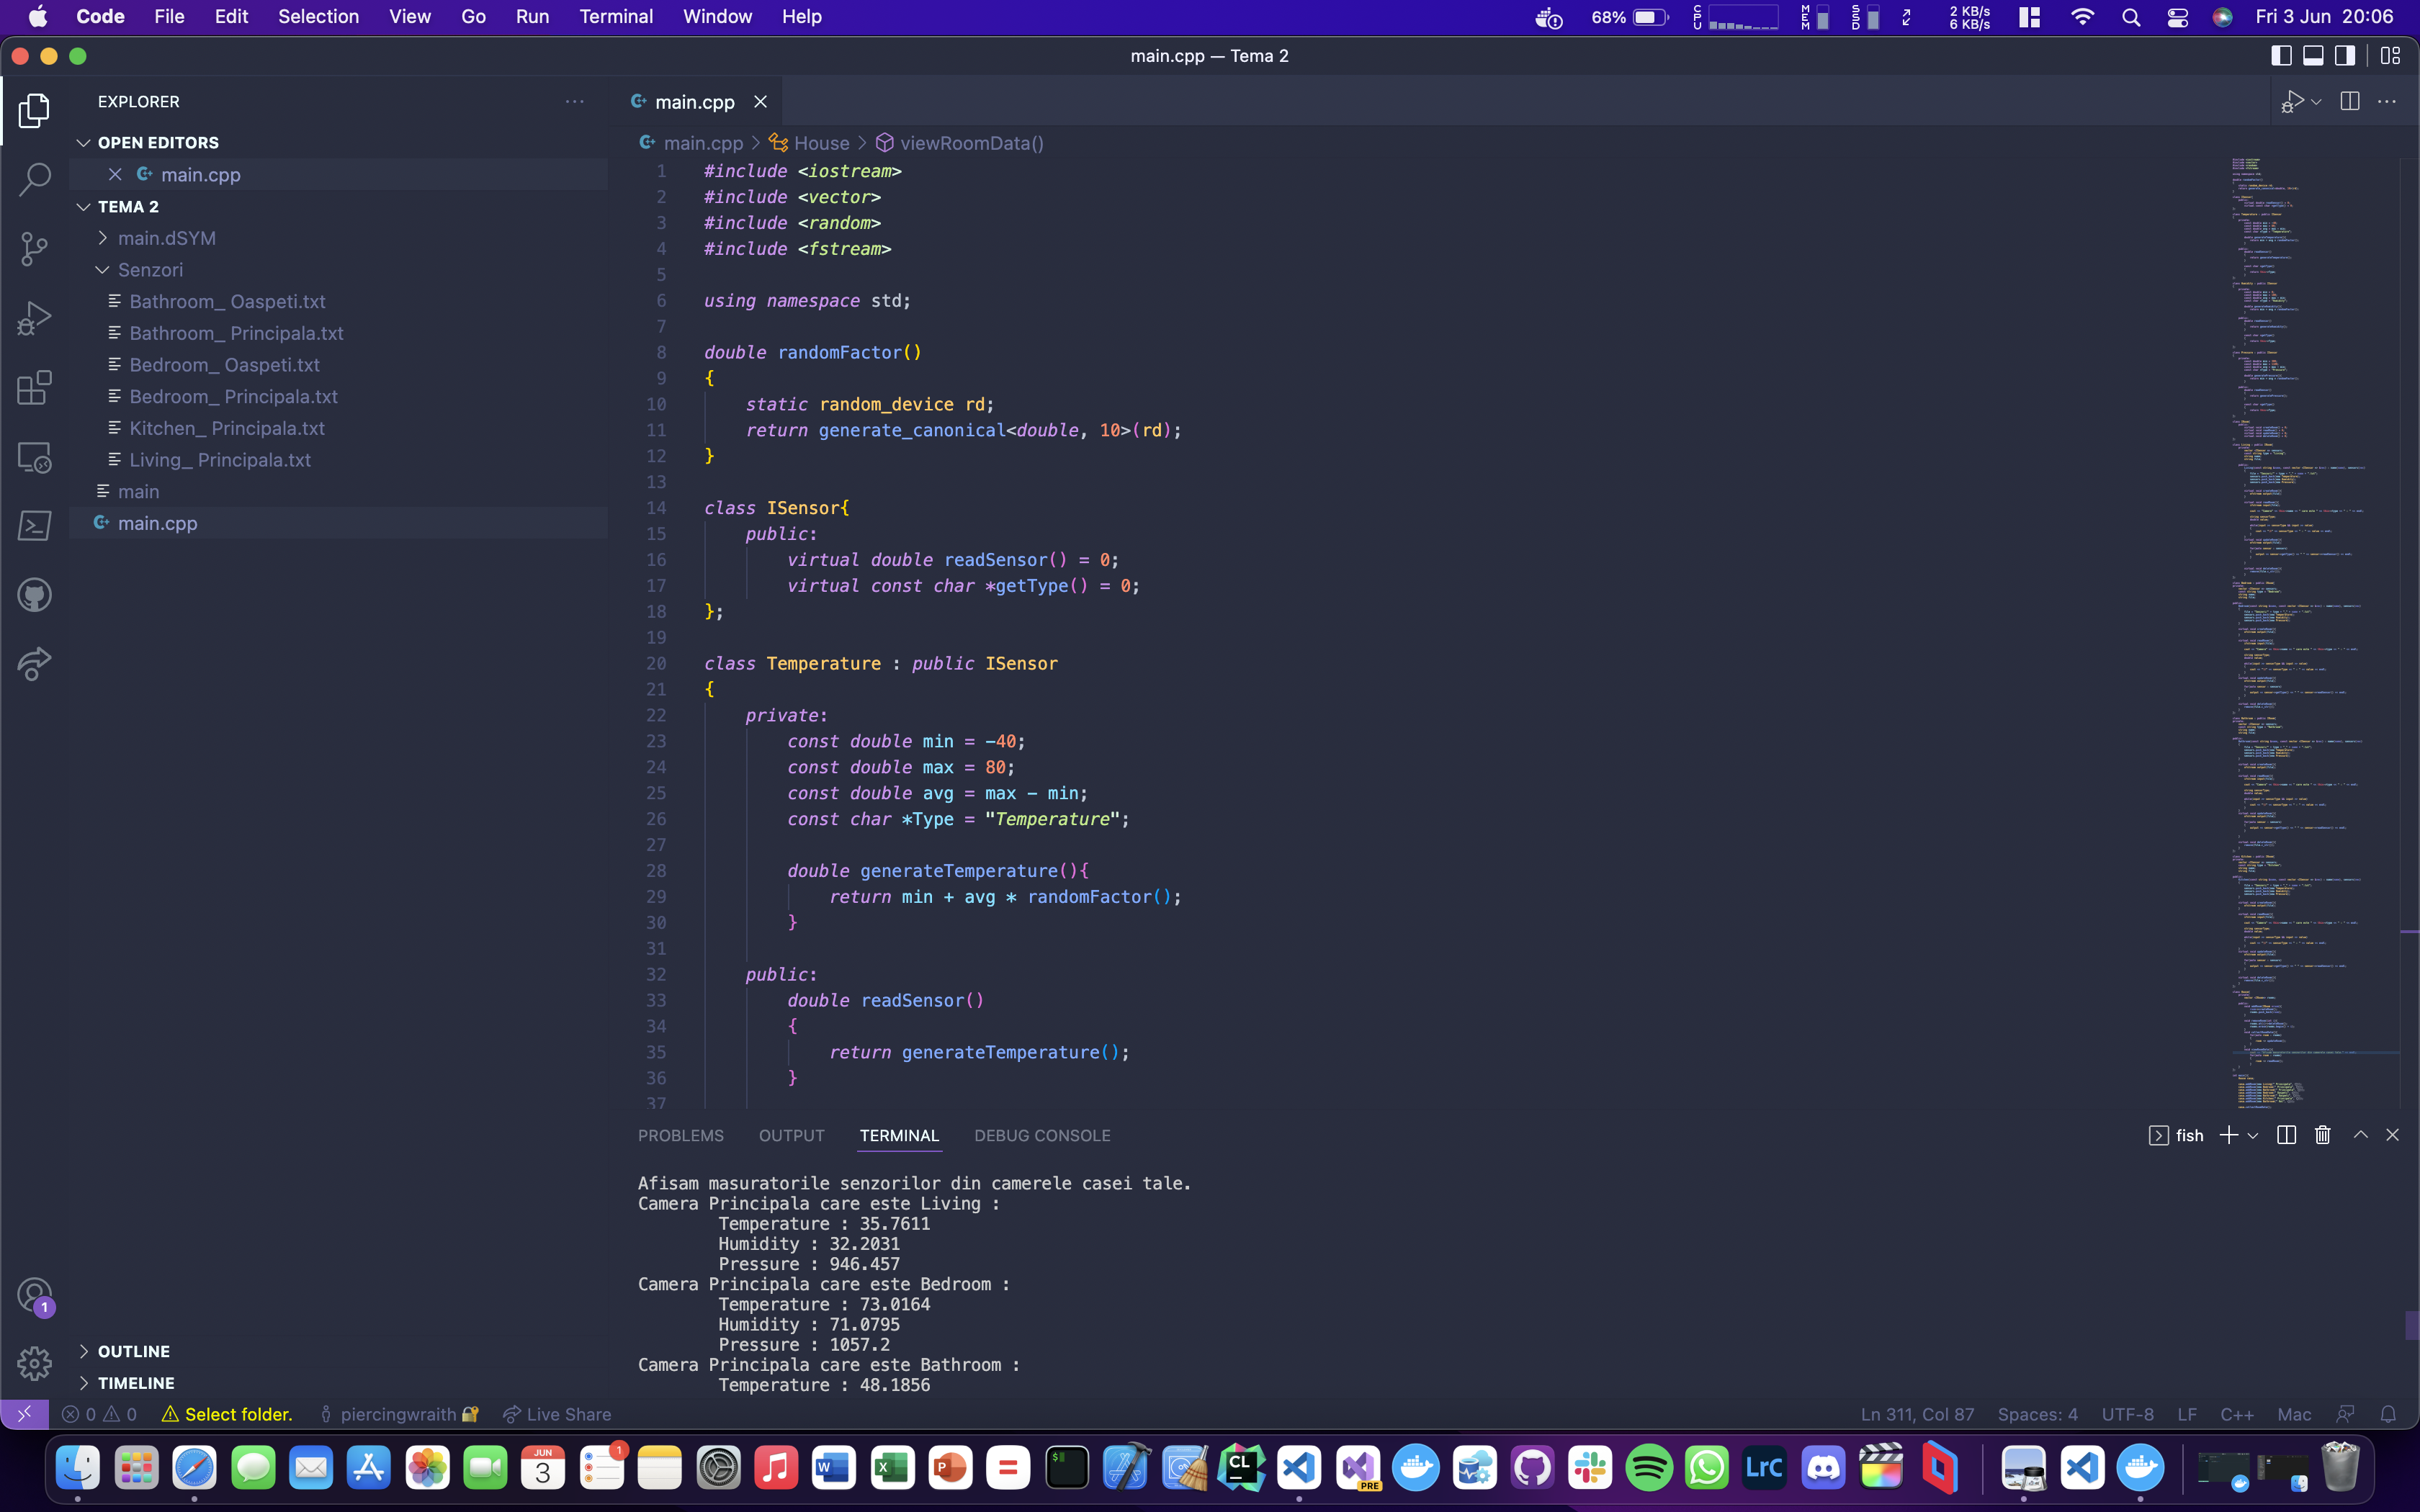 Code File Edit Selection View Go Run Terminal Window Help
CPU MEM SSD
68% 2 KB/s 6 KB/s Fri 3 Jun 20:06
main.cpp — Tema 2
EXPLORER
OPEN EDITORS
main.cpp
TEMA 2
main.dSYM
Senzori
Bathroom_ Oaspeti.txt
Bathroom_ Principala.txt
Bedroom_ Oaspeti.txt
Bedroom_ Principala.txt
Kitchen_ Principala.txt
Living_ Principala.txt
main
main.cpp
OUTLINE
TIMELINE
main.cpp
main.cpp > House > viewRoomData()
1 #include <iostream>
2 #include <vector>
3 #include <random>
4 #include <fstream>
5
6 using namespace std;
7
8 double randomFactor()
9 {
10 static random_device rd;
11 return generate_canonical<double, 10>(rd);
12 }
13
14 class ISensor{
15 public:
16 virtual double readSensor() = 0;
17 virtual const char *getType() = 0;
18 };
19
20 class Temperature : public ISensor
21 {
22 private:
23 const double min = -40;
24 const double max = 80;
25 const double avg = max - min;
26 const char *Type = "Temperature";
27
28 double generateTemperature(){
29 return min + avg * randomFactor();
30 }
31
32 public:
33 double readSensor()
34 {
35 return generateTemperature();
36 }
37
PROBLEMS OUTPUT TERMINAL DEBUG CONSOLE
fish
Afisam masuratorile senzorilor din camerele casei tale.
Camera Principala care este Living :
Temperature : 35.7611
Humidity : 32.2031
Pressure : 946.457
Camera Principala care este Bedroom :
Temperature : 73.0164
Humidity : 71.0795
Pressure : 1057.2
Camera Principala care este Bathroom :
Temperature : 48.1856
1
0 0 Select folder. piercingwraith Live Share
Ln 311, Col 87 Spaces: 4 UTF-8 LF C++ Mac
JUN 3
1
W X P $ CL PRE LrC